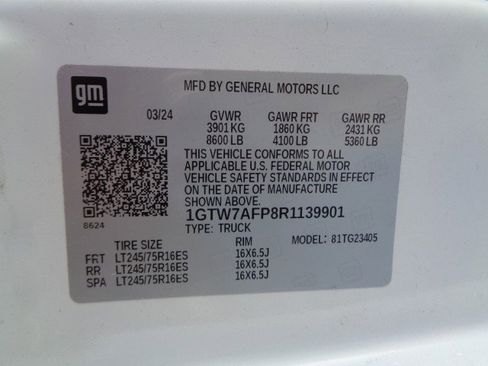 gm
MFD BY GENERAL MOTORS LLC
03/24 GVWR GAWR FRT GAWR RR
3901 KG 1860 KG 2431 KG
8600 LB 4100 LB 5360 LB
THIS VEHICLE CONFORMS TO ALL
APPLICABLE U.S. FEDERAL MOTOR
VEHICLE SAFETY STANDARDS IN EFFECT
ON THE DATE OF MANUFACTURE
SHOWN ABOVE.
8624
1GTW7AFP8R1139901
TYPE: TRUCK
TIRE SIZE RIM 81TG23405
FRT LT245/75R16ES 16X6.5J
RR LT245/75R16ES 16X6.5J
SPA LT245/75R16ES 16X6.5J